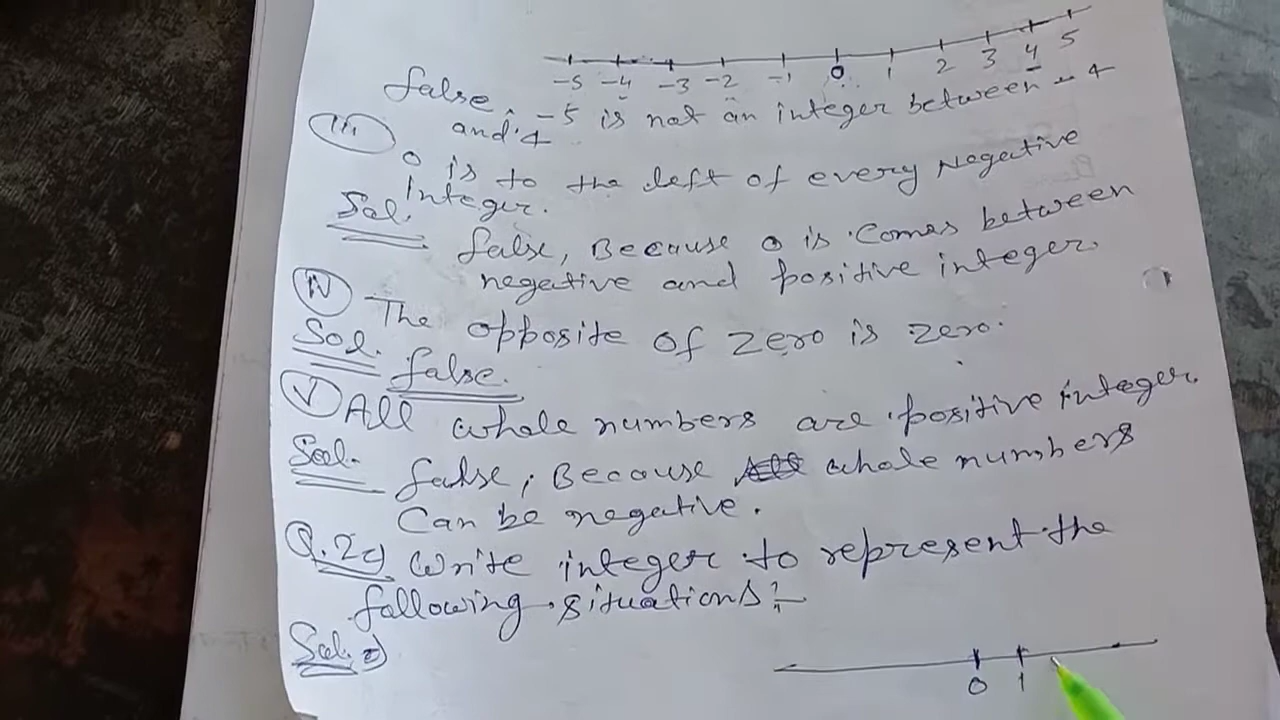 -5 -4 -3 -2 -1 0 1 2 3 4 5
false. -5 is not an integer between -4
and 4
(iii) 0 is to the left of every Negative
Integer.
Sol. false, Because 0 is comes between
negative and positive integer.
(iv) The opposite of zero is zero.
Sol. false.
(v) All whole numbers are positive integer.
Sol. false, Because whole numbers
Can be negative.
Q.2c) Write integer to represent the
following situations:-
Sol.
0 1